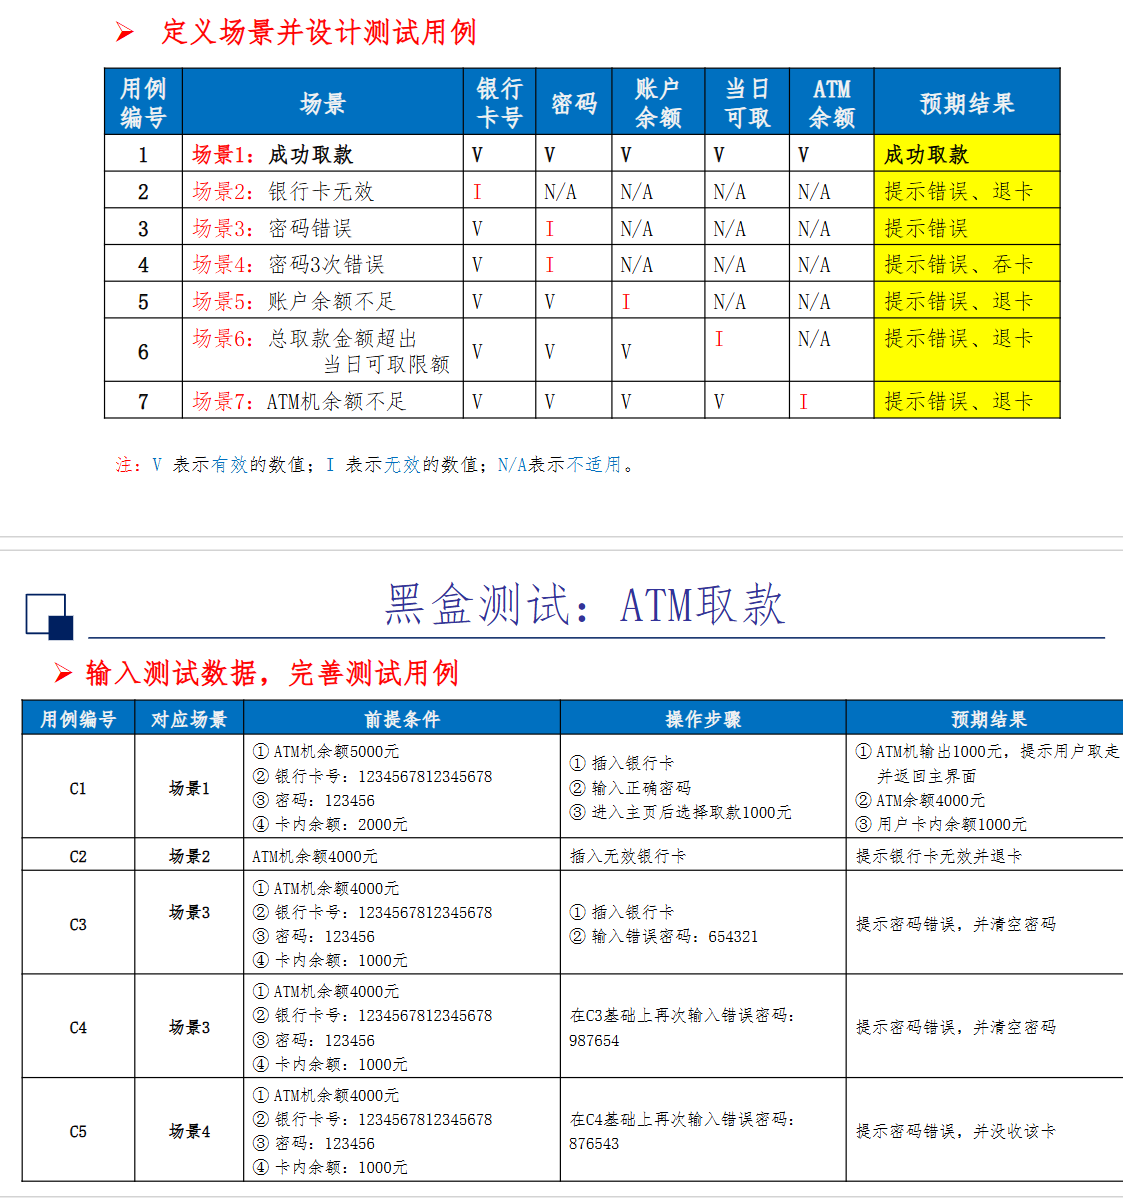 ➢ 定义场景并设计测试用例
用例编号 场景 银行卡号 密码 账户余额 当日可取 ATM余额 预期结果
1 场景1：成功取款 V V V V V 成功取款
2 场景2：银行卡无效 I N/A N/A N/A N/A 提示错误、退卡
3 场景3：密码错误 V I N/A N/A N/A 提示错误
4 场景4：密码3次错误 V I N/A N/A N/A 提示错误、吞卡
5 场景5：账户余额不足 V V I N/A N/A 提示错误、退卡
6 场景6：总取款金额超出当日可取限额 V V V I N/A 提示错误、退卡
7 场景7：ATM机余额不足 V V V V I 提示错误、退卡
注：V 表示有效的数值；I 表示无效的数值；N/A表示不适用。
黑盒测试：ATM取款
➢ 输入测试数据，完善测试用例
用例编号 对应场景 前提条件 操作步骤 预期结果
C1 场景1
① ATM机余额5000元
② 银行卡号：1234567812345678
③ 密码：123456
④ 卡内余额：2000元
① 插入银行卡
② 输入正确密码
③ 进入主页后选择取款1000元
① ATM机输出1000元，提示用户取走
并返回主界面
② ATM余额4000元
③ 用户卡内余额1000元
C2 场景2 ATM机余额4000元 插入无效银行卡 提示银行卡无效并退卡
C3 场景3
① ATM机余额4000元
② 银行卡号：1234567812345678
③ 密码：123456
④ 卡内余额：1000元
① 插入银行卡
② 输入错误密码：654321
提示密码错误，并清空密码
C4 场景3
① ATM机余额4000元
② 银行卡号：1234567812345678
③ 密码：123456
④ 卡内余额：1000元
在C3基础上再次输入错误密码：
987654
提示密码错误，并清空密码
C5 场景4
① ATM机余额4000元
② 银行卡号：1234567812345678
③ 密码：123456
④ 卡内余额：1000元
在C4基础上再次输入错误密码：
876543
提示密码错误，并没收该卡